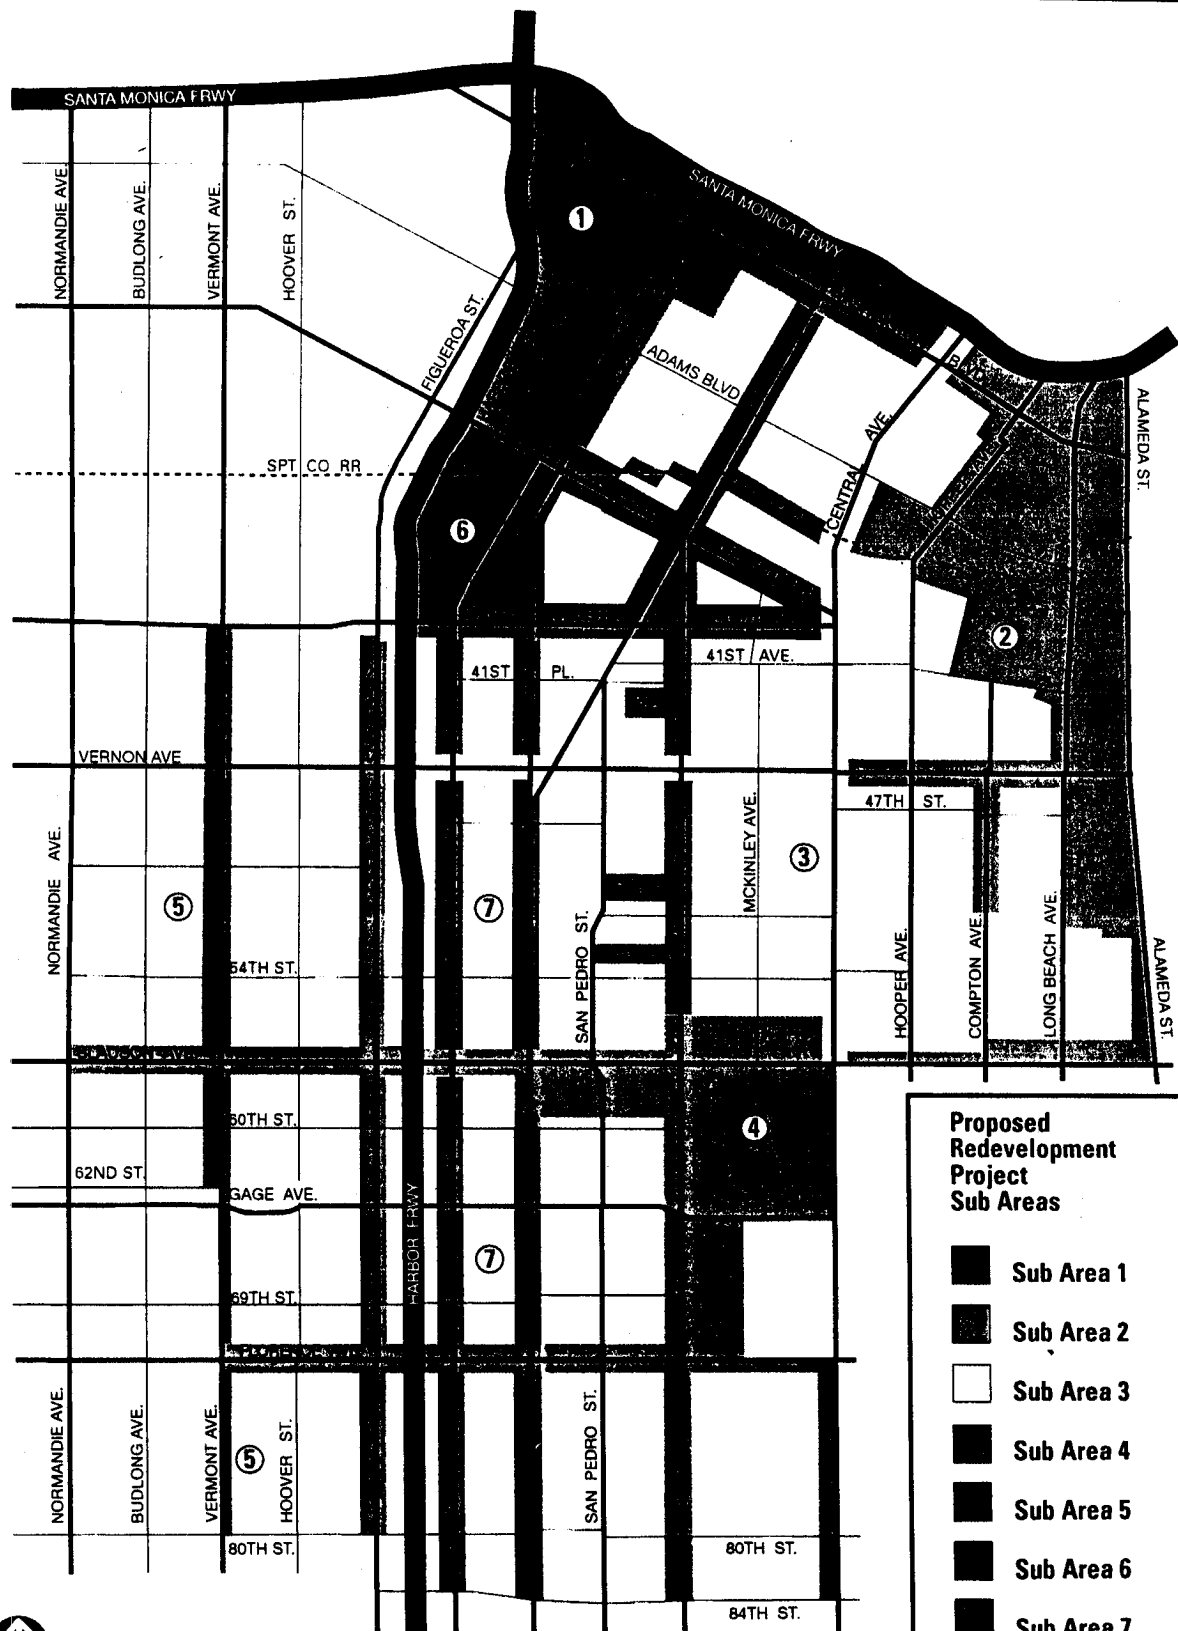 SANTA MONICA FRWY
SANTA MONICA FRWY
NORMANDIE AVE.
BUDLONG AVE.
VERMONT AVE.
HOOVER ST.
1
FIGUEROA ST.
ADAMS BLVD
BLVD.
CENTRAL AVE.
ALAMEDA ST.
SPT CO RR
6
2
41ST PL.
41ST AVE.
VERNON AVE
47TH ST.
NORMANDIE AVE.
MCKINLEY AVE.
3
5
7
SAN PEDRO ST.
HOOPER AVE.
COMPTON AVE.
LONG BEACH AVE.
ALAMEDA ST.
54TH ST.
60TH ST.
4
62ND ST.
GAGE AVE.
HARBOR FRWY
7
69TH ST.
NORMANDIE AVE.
BUDLONG AVE.
VERMONT AVE.
5
HOOVER ST.
SAN PEDRO ST.
80TH ST.
80TH ST.
84TH ST.
Proposed
Redevelopment
Project
Sub Areas
Sub Area 1
Sub Area 2
Sub Area 3
Sub Area 4
Sub Area 5
Sub Area 6
Sub Area 7